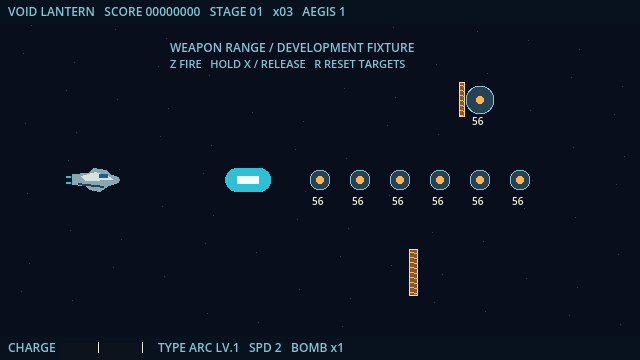 VOID LANTERN SCORE 00000000 STAGE 01 x03 AEGIS 1
WEAPON RANGE / DEVELOPMENT FIXTURE
Z FIRE HOLD X / RELEASE R RESET TARGETS
56
56 56 56 56 56 56
CHARGE TYPE ARC LV.1 SPD 2 BOMB x1